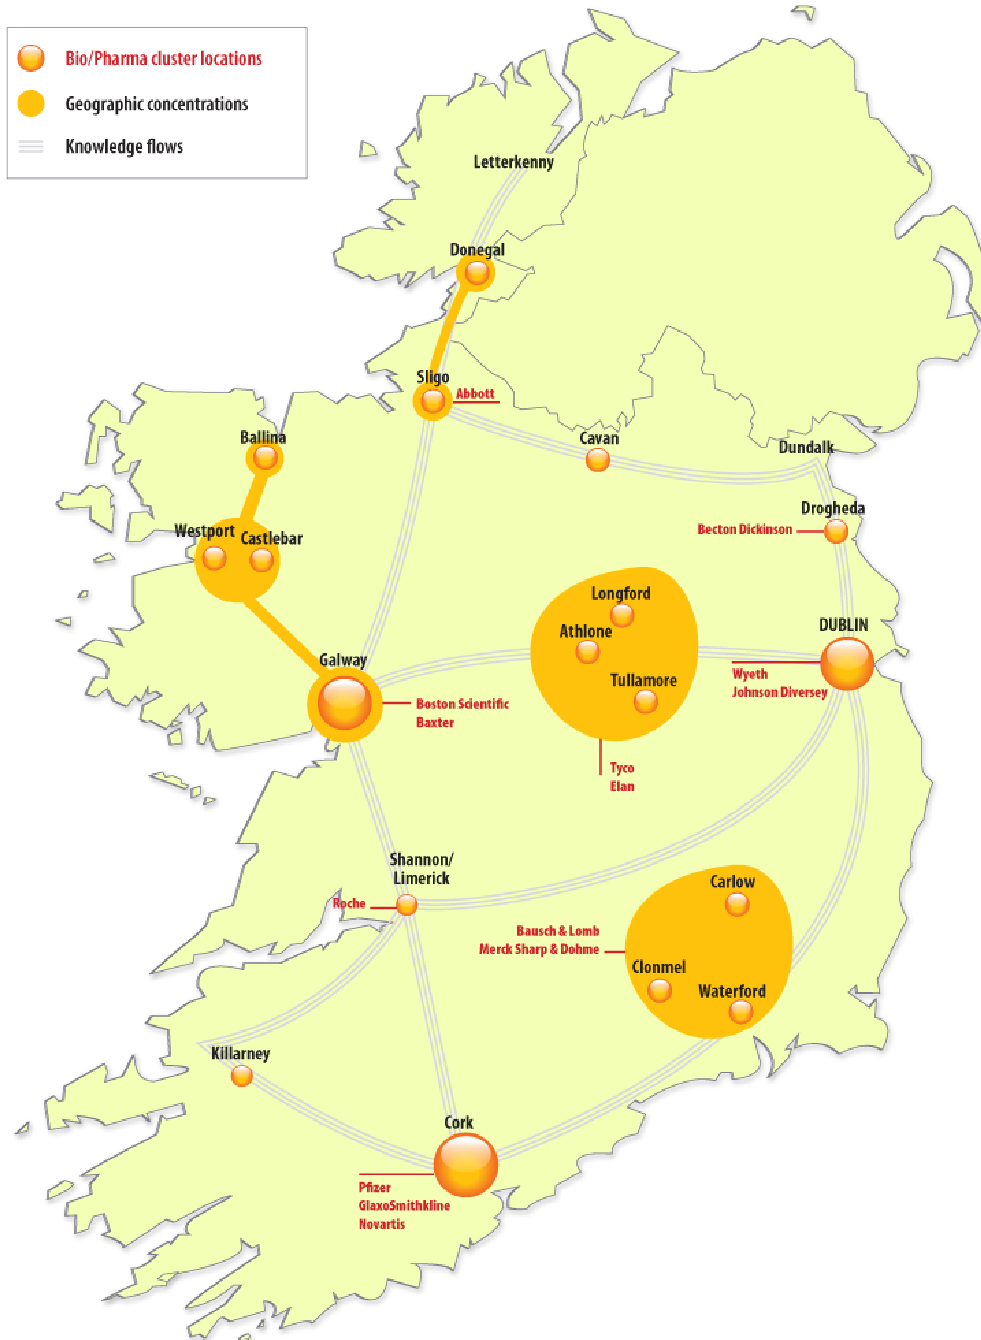 Bio/Pharma cluster locations
Geographic concentrations
Knowledge flows
Letterkenny
Donegal
Sligo
Abbott
Ballina
Cavan
Dundalk
Westport
Castlebar
Drogheda
Becton Dickinson
Longford
Athlone
Tullamore
DUBLIN
Wyeth
Johnson Diversey
Galway
Boston Scientific
Baxter
Tyco
Elan
Shannon/
Limerick
Roche
Carlow
Bausch & Lomb
Merck Sharp & Dohme
Clonmel
Waterford
Killarney
Cork
Pfizer
GlaxoSmithkline
Novartis